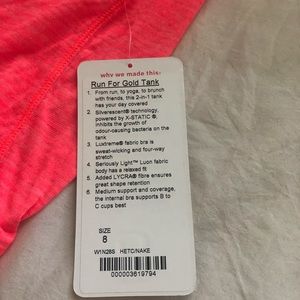 why we made this:
Run For Gold Tank
1. From run, to yoga, to brunch
with friends, this 2-in-1 tank
has your day covered
2. Silverescent® technology,
powered by X-STATIC ®,
inhibits the growth of
odour-causing bacteria on the
tank
3. Luxtreme® fabric bra is
sweat-wicking and four-way
stretch
4. Seriously Light™ Luon fabric
body has a relaxed fit
5. Added LYCRA® fibre ensures
great shape retention
6. Medium support and coverage,
the internal bra supports B to
C cups best
SIZE
8
W1N28S HETC/NAKE
000003619794